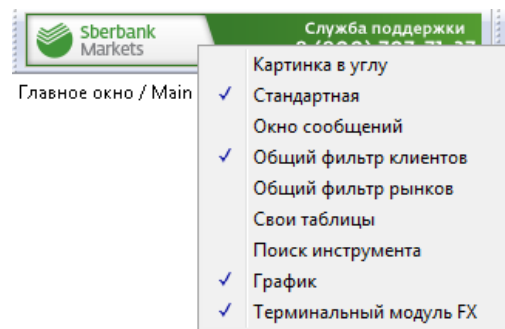 Sberbank
Markets
Служба поддержки
Главное окно / Main
Картинка в углу
Стандартная
Окно сообщений
Общий фильтр клиентов
Общий фильтр рынков
Свои таблицы
Поиск инструмента
График
Терминальный модуль FX